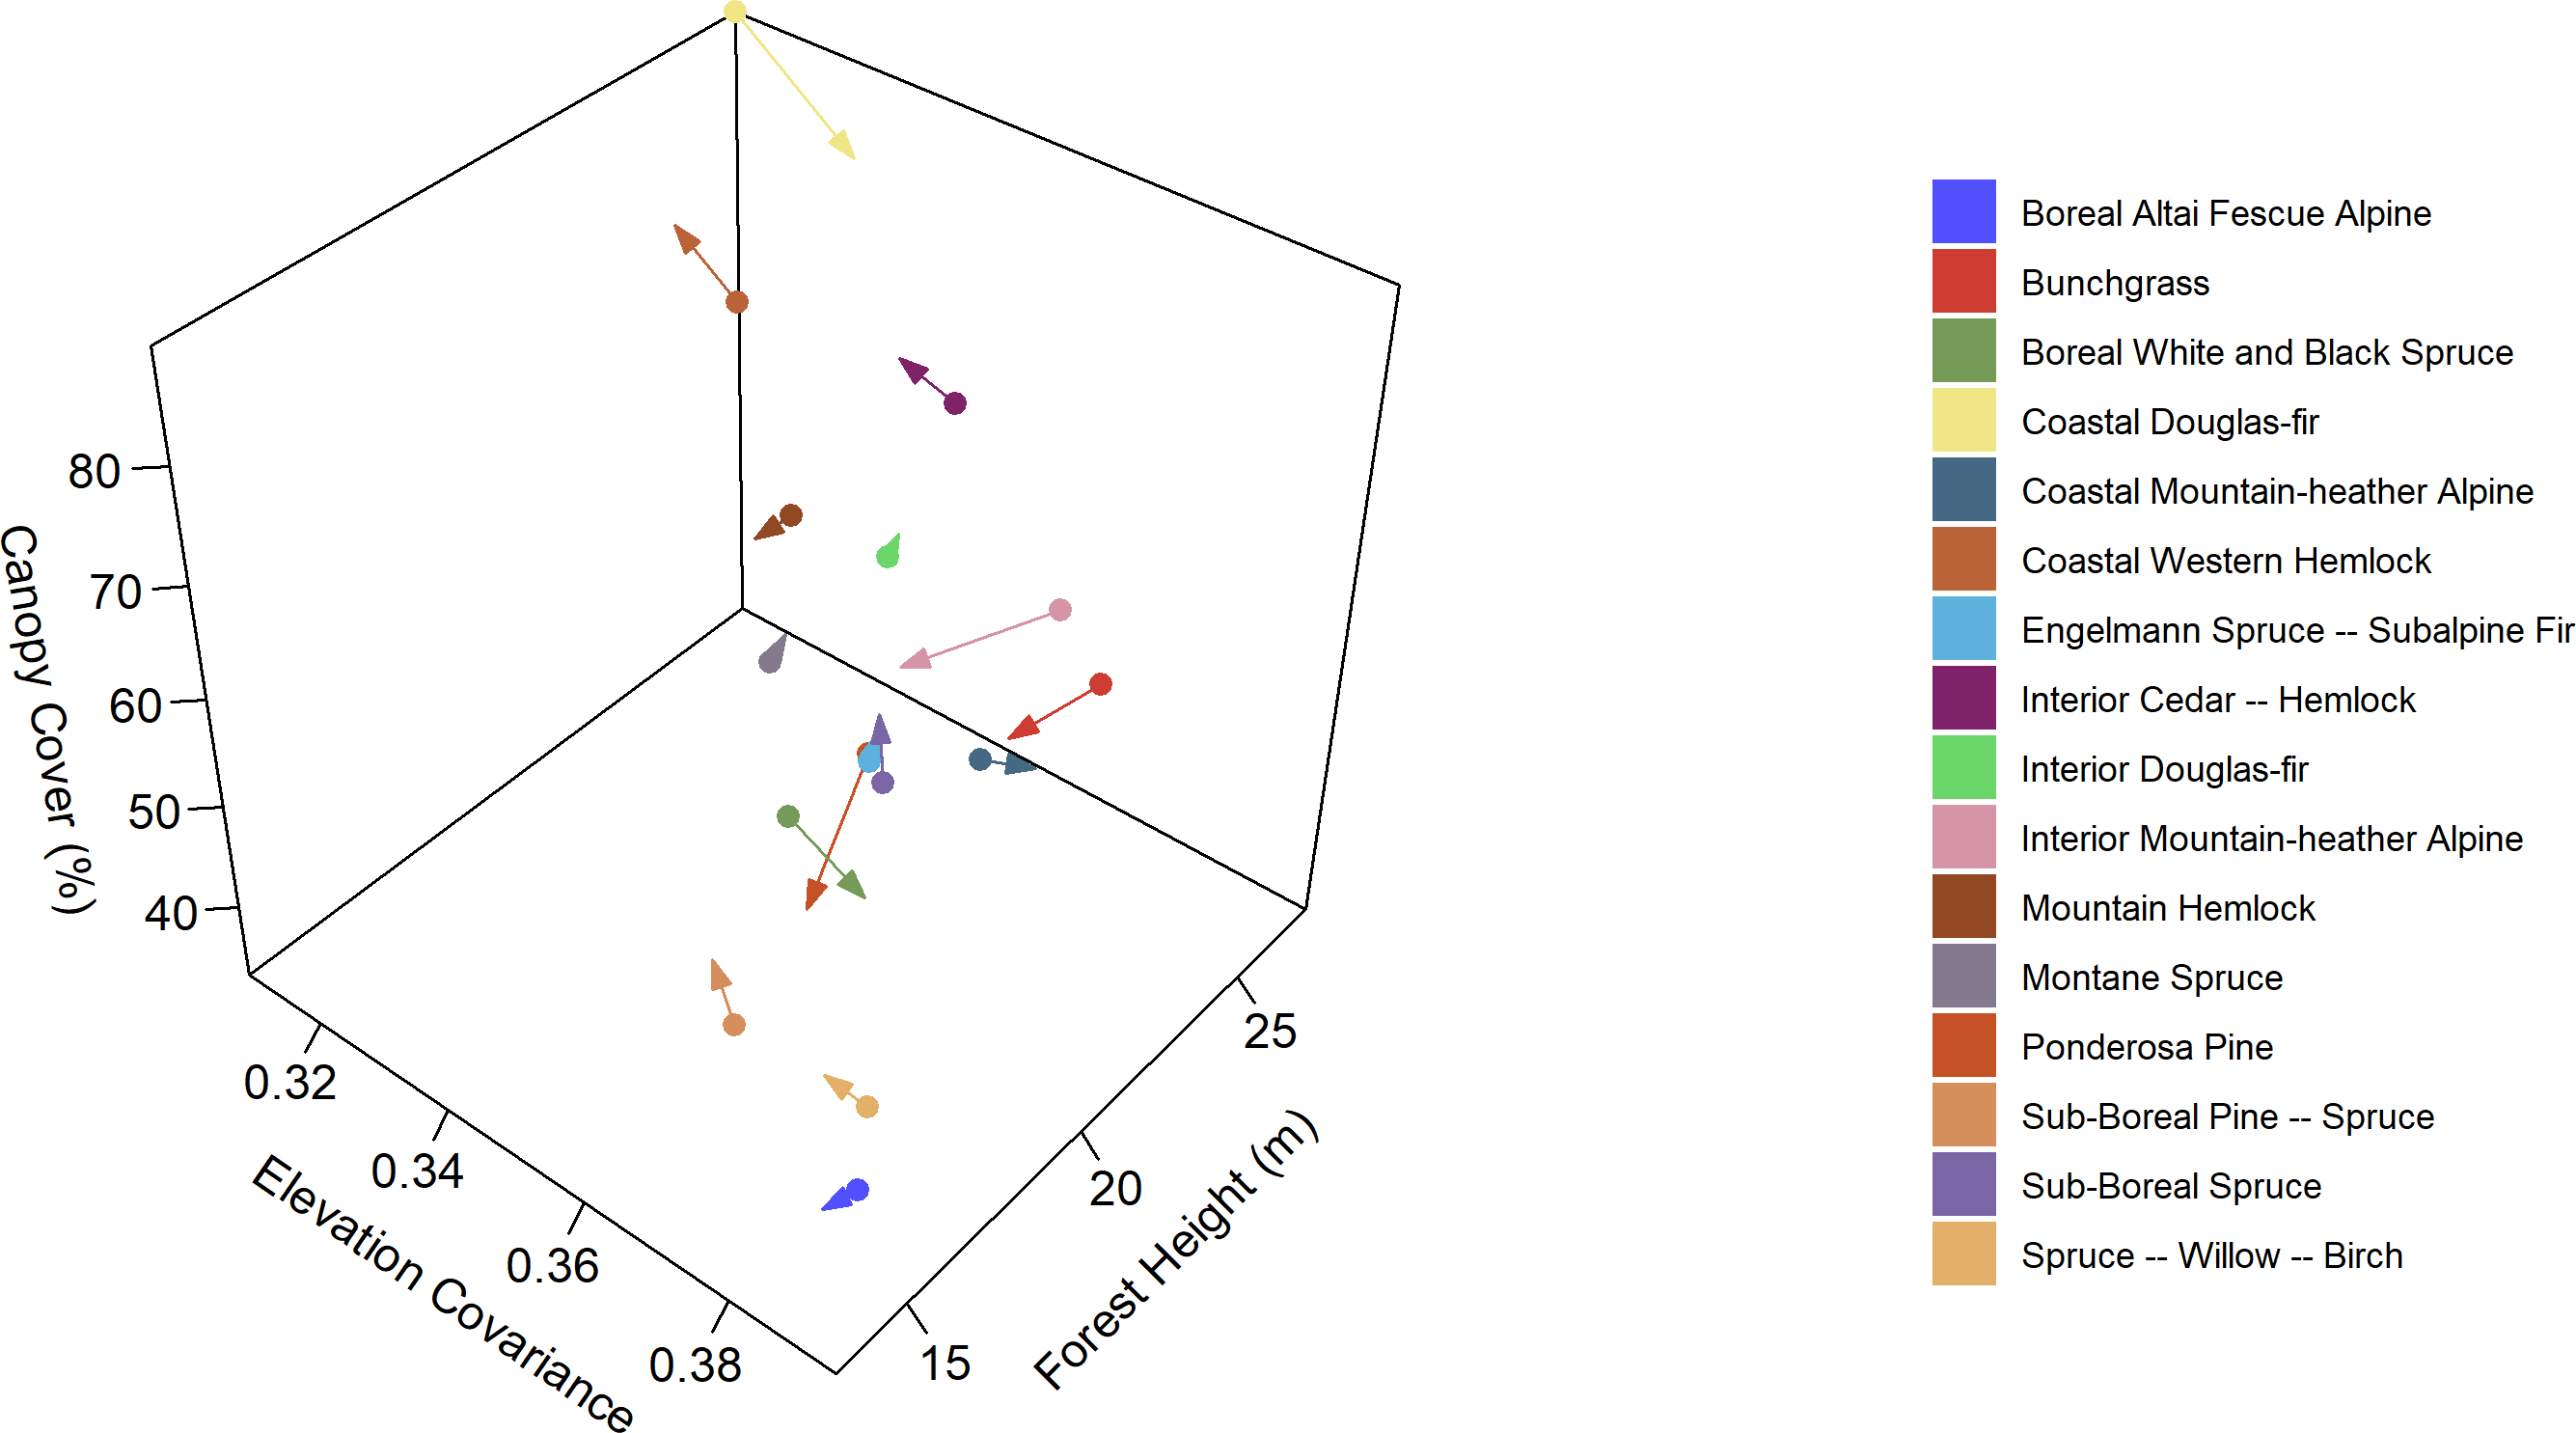 80
70
60
50
40
Canopy Cover (%)
0.32
0.34
0.36
0.38
Elevation Covariance
15
20
25
Forest Height (m)
Boreal Altai Fescue Alpine
Bunchgrass
Boreal White and Black Spruce
Coastal Douglas-fir
Coastal Mountain-heather Alpine
Coastal Western Hemlock
Engelmann Spruce -- Subalpine Fir
Interior Cedar -- Hemlock
Interior Douglas-fir
Interior Mountain-heather Alpine
Mountain Hemlock
Montane Spruce
Ponderosa Pine
Sub-Boreal Pine -- Spruce
Sub-Boreal Spruce
Spruce -- Willow -- Birch